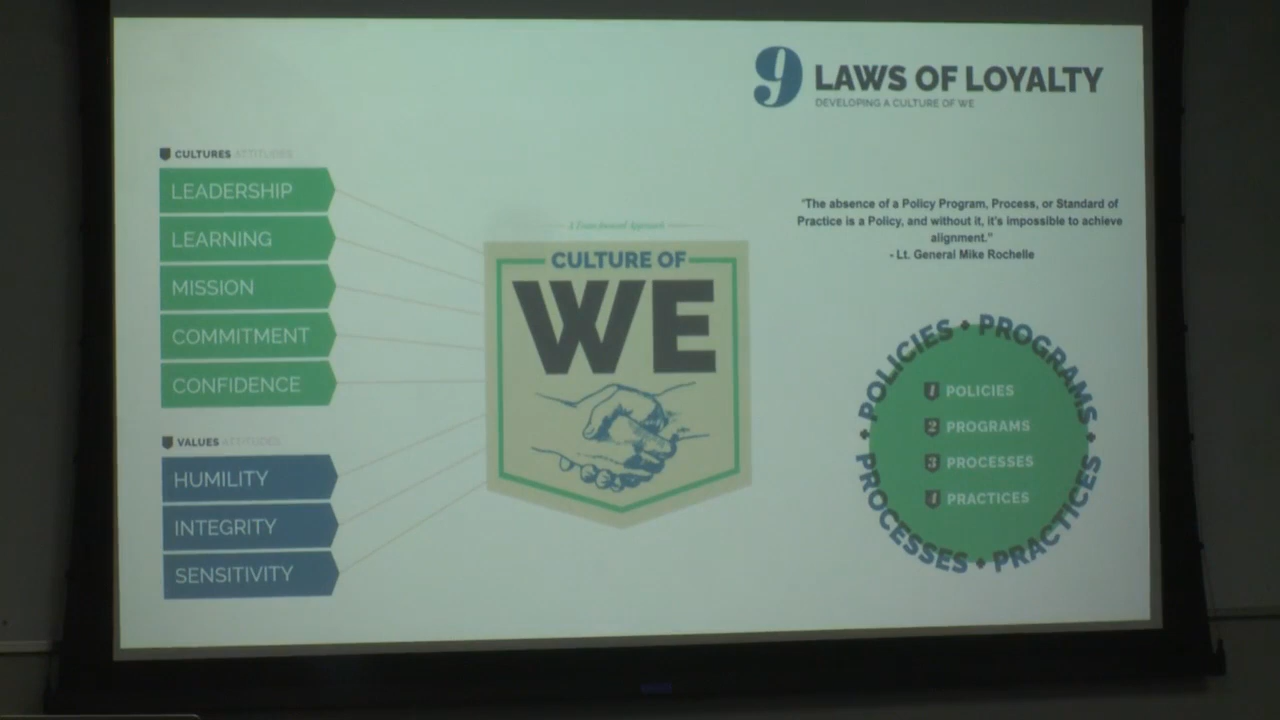 9 LAWS OF LOYALTY
DEVELOPING A CULTURE OF WE
CULTURES ATTITUDES
LEADERSHIP
LEARNING
MISSION
COMMITMENT
CONFIDENCE
VALUES ATTITUDES
HUMILITY
INTEGRITY
SENSITIVITY
CULTURE OF
WE
"The absence of a Policy Program, Process, or Standard of
Practice is a Policy, and without it, it's impossible to achieve
alignment."
- Lt. General Mike Rochelle
POLICIES • PROGRAMS •
PROCESSES • PRACTICES •
1 POLICIES
2 PROGRAMS
3 PROCESSES
4 PRACTICES